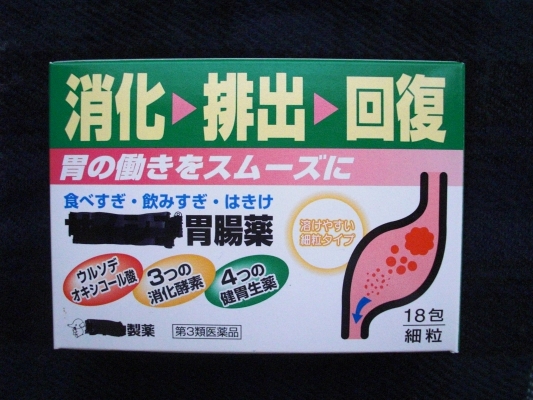 消化▶排出▶回復
胃の働きをスムーズに
食べすぎ・飲みすぎ・はきけ
®胃腸薬
溶けやすい
細粒タイプ
ウルソデ
オキシコール酸
3つの
消化酵素
4つの
健胃生薬
製薬
第3類医薬品
18包
細粒